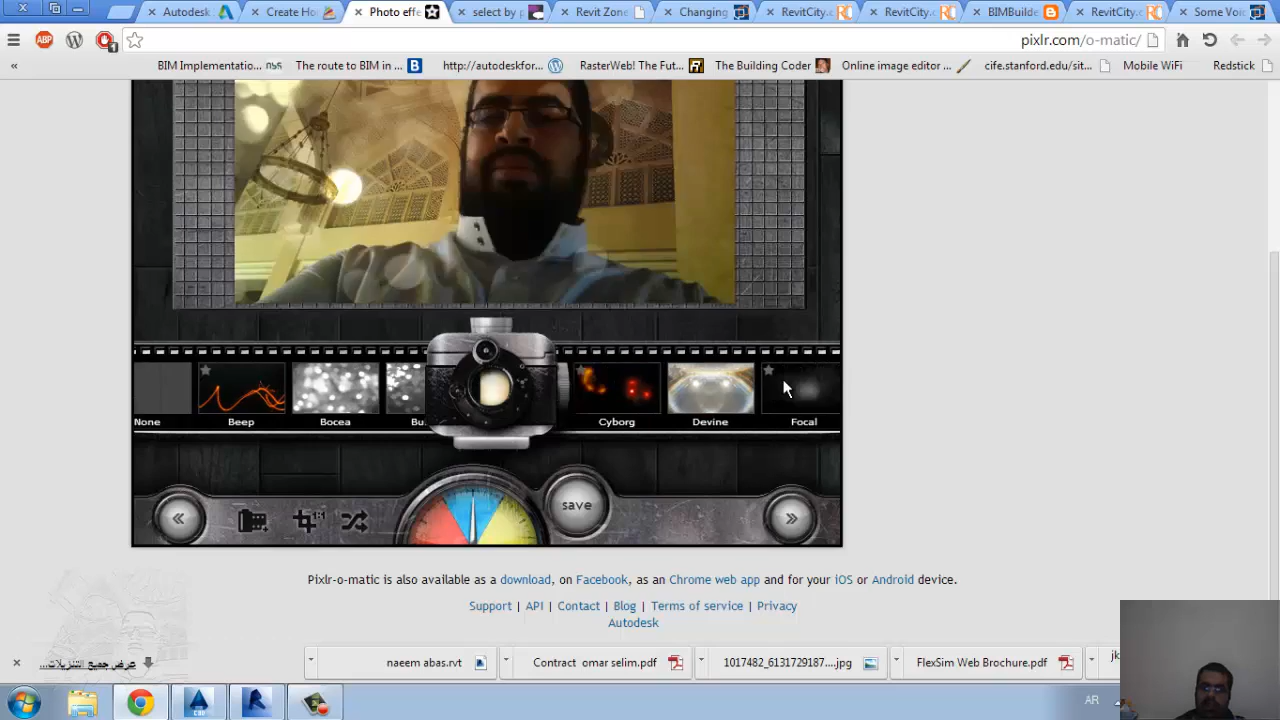 Autodesk
Create Ho
Photo effe
select by p
Revit Zone
Changing
RevitCity.c
RevitCity.c
BIMBuilde
RevitCity.c
Some Voi
ABP
1
pixlr.com/o-matic/
«
BIM Implementatio...
The route to BIM in ...
http://autodeskfor...
RasterWeb! The Fut...
The Building Coder
Online image editor ...
cife.stanford.edu/sit...
Mobile WiFi
Redstick
None
Beep
Bocea
Bu
Cyborg
Devine
Focal
save
Pixlr-o-matic is also available as a download, on Facebook, as an Chrome web app and for your iOS or Android device.
Support | API | Contact | Blog | Terms of service | Privacy
Autodesk
عرض جميع التنزيلات...
naeem abas.rvt
Contract omar selim.pdf
1017482_6131729187....jpg
FlexSim Web Brochure.pdf
jk
AR